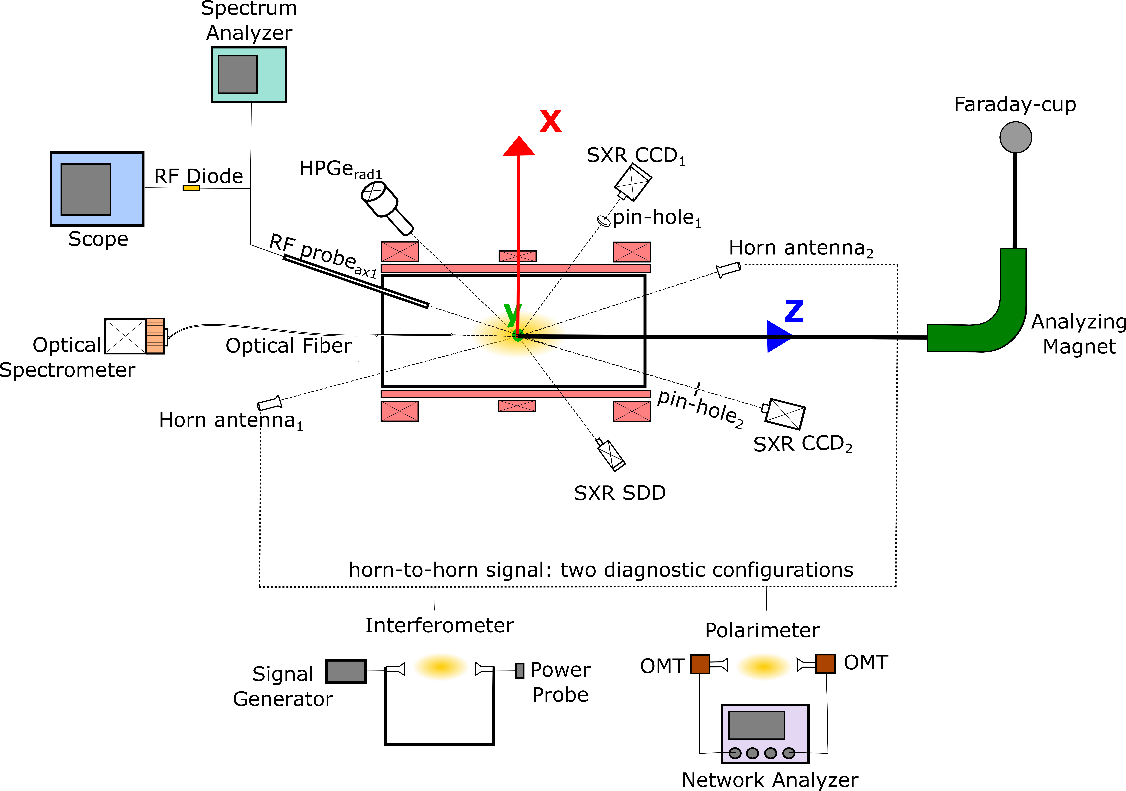 Spectrum
Analyzer
Faraday-cup
X
SXR CCD1
HPGerad1
RF Diode
pin-hole1
Scope
RF probeax1
Horn antenna2
y
Z
Optical
Spectrometer
Optical Fiber
Analyzing
Magnet
pin-hole2
Horn antenna1
SXR CCD2
SXR SDD
horn-to-horn signal: two diagnostic configurations
Interferometer
Polarimeter
Signal
Generator
Power
Probe
OMT
OMT
Network Analyzer